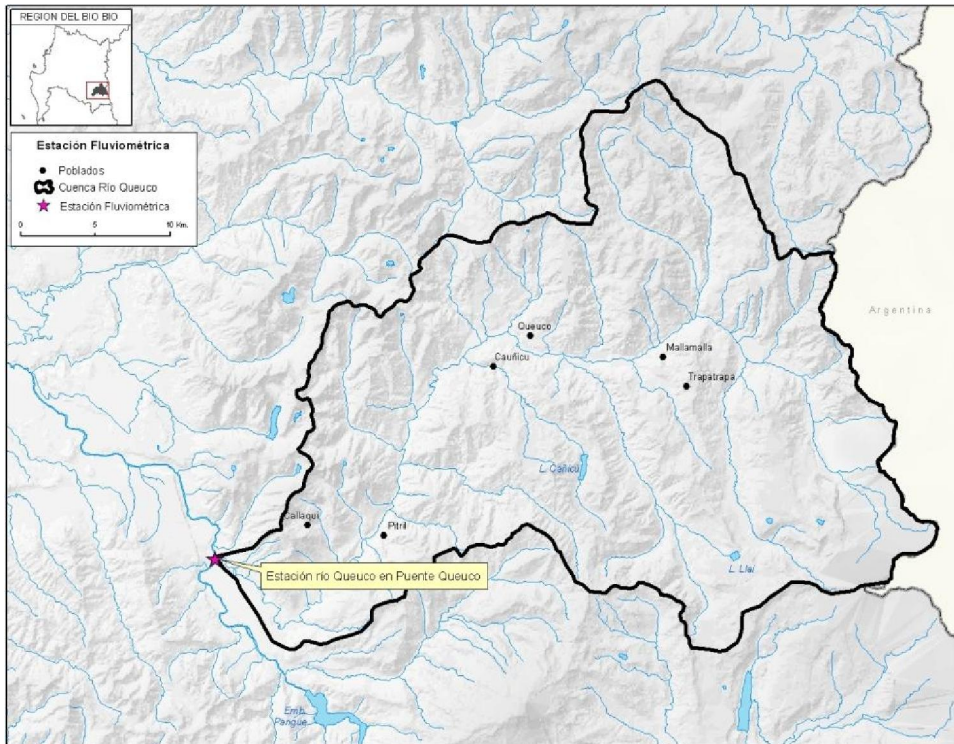 REGION DEL BIO BIO
Estación Fluviométrica
Poblados
Cuenca Río Queuco
Estación Fluviométrica
0 5 10 Km.
Argentina
Queuco
Cauñicu
Mallamalla
Trapatrapa
L. Cañicú
Callaqui
Pitril
L. Llai
Estación río Queuco en Puente Queuco
Emb.
Pangue